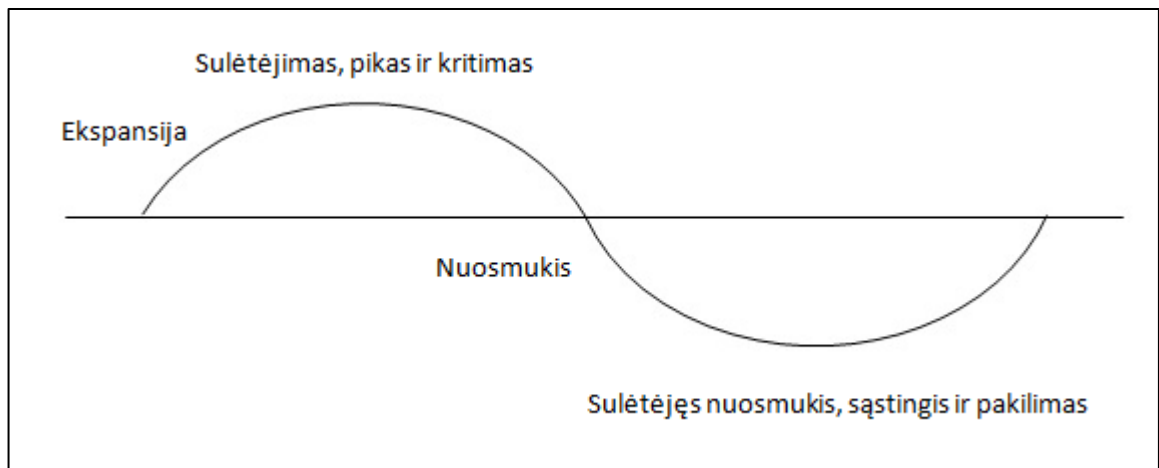 Sulėtėjimas, pikas ir kritimas
Ekspansija
Nuosmukis
Sulėtėjęs nuosmukis, sąstingis ir pakilimas